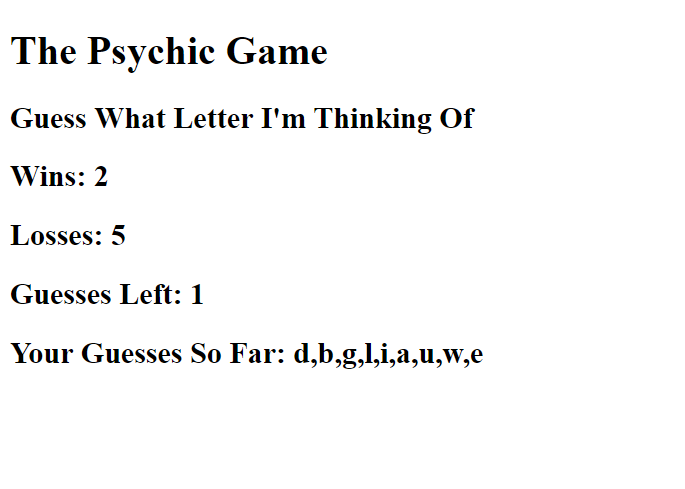 The Psychic Game
Guess What Letter I'm Thinking Of
Wins: 2
Losses: 5
Guesses Left: 1
Your Guesses So Far: d,b,g,l,i,a,u,w,e